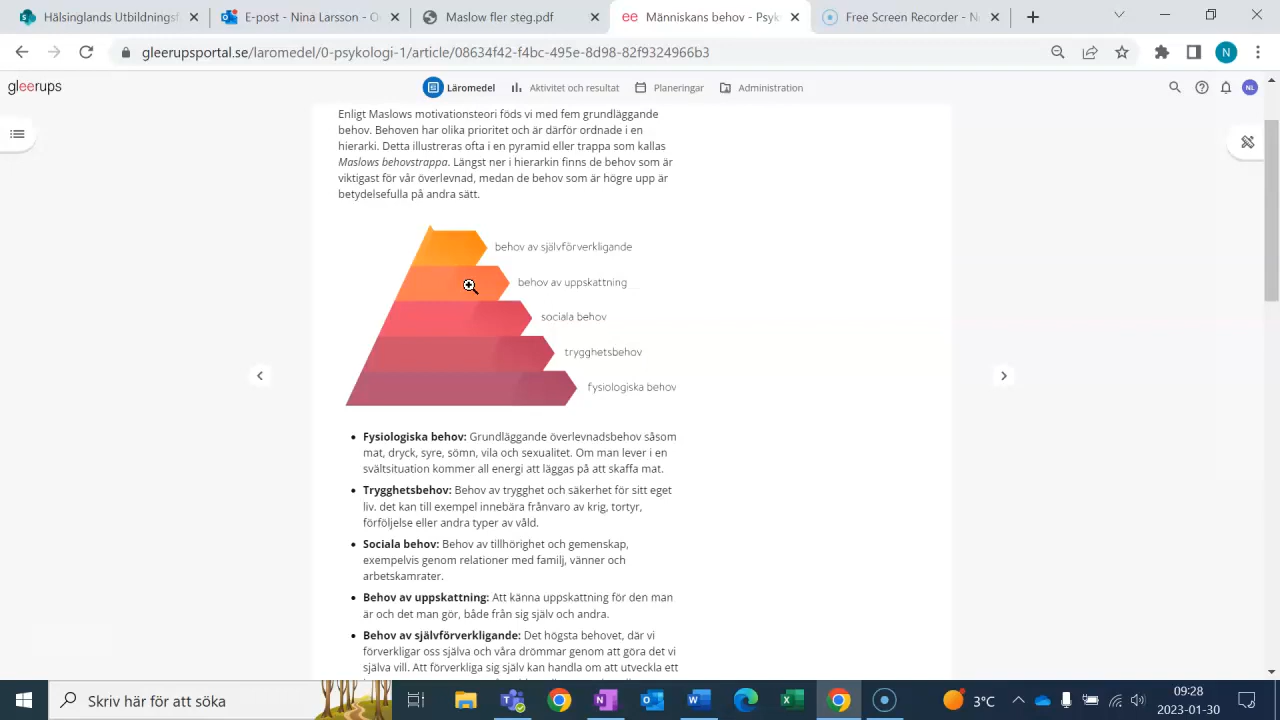 Hälsinglands Utbildningsf
E-post - Nina Larsson - O
Maslow fler steg.pdf
ee Människans behov - Psyk
Free Screen Recorder - Na
gleerupsportal.se/laromedel/0-psykologi-1/article/08634f42-f4bc-495e-8d98-82f9324966b3
N
gleerups
Läromedel
Aktivitet och resultat
Planeringar
Administration
NL
Enligt Maslows motivationsteori föds vi med fem grundläggande
behov. Behoven har olika prioritet och är därför ordnade i en
hierarki. Detta illustreras ofta i en pyramid eller trappa som kallas
Maslows behovstrappa. Längst ner i hierarkin finns de behov som är
viktigast för vår överlevnad, medan de behov som är högre upp är
betydelsefulla på andra sätt.
behov av självförverkligande
behov av uppskattning
sociala behov
trygghetsbehov
fysiologiska behov
• Fysiologiska behov: Grundläggande överlevnadsbehov såsom
mat, dryck, syre, sömn, vila och sexualitet. Om man lever i en
svältsituation kommer all energi att läggas på att skaffa mat.
• Trygghetsbehov: Behov av trygghet och säkerhet för sitt eget
liv. det kan till exempel innebära frånvaro av krig, tortyr,
förföljelse eller andra typer av våld.
• Sociala behov: Behov av tillhörighet och gemenskap,
exempelvis genom relationer med familj, vänner och
arbetskamrater.
• Behov av uppskattning: Att känna uppskattning för den man
är och det man gör, både från sig själv och andra.
• Behov av självförverkligande: Det högsta behovet, där vi
förverkligar oss själva och våra drömmar genom att göra det vi
själva vill. Att förverkliga sig själv kan handla om att utveckla ett
Skriv här för att söka
3°C
09:28
2023-01-30